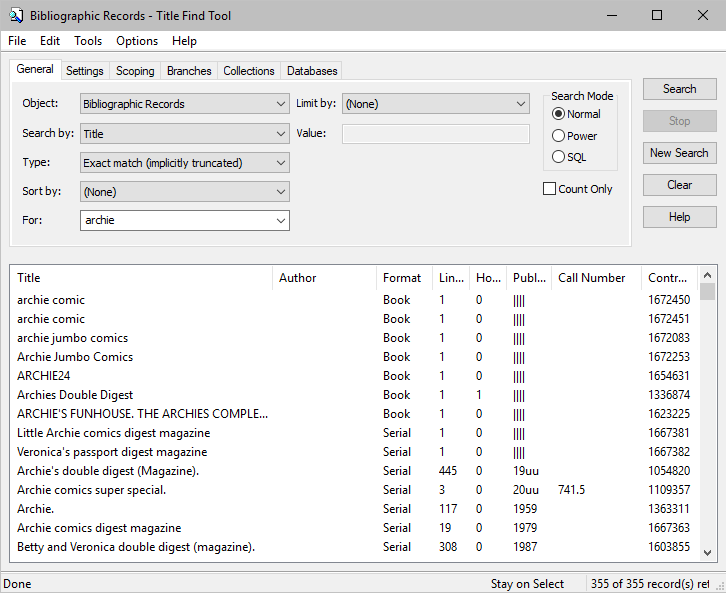 Bibliographic Records - Title Find Tool
File Edit Tools Options Help
General Settings Scoping Branches Collections Databases
Object: Bibliographic Records Limit by: (None) Search Mode Search
Search by: Title Value: Normal Stop
Type: Exact match (implicitly truncated) Power New Search
Sort by: (None) SQL Clear
For: archie Count Only Help
Title Author Format Lin... Ho... Publ... Call Number Contr...
archie comic Book 1 0 |||| 1672450
archie comic Book 1 0 |||| 1672451
archie jumbo comics Book 1 0 |||| 1672083
Archie Jumbo Comics Book 1 0 |||| 1672253
ARCHIE24 Book 1 0 |||| 1654631
Archies Double Digest Book 1 1 |||| 1336874
ARCHIE'S FUNHOUSE. THE ARCHIES COMPLE... Book 1 0 |||| 1623225
Little Archie comics digest magazine Serial 1 0 |||| 1667381
Veronica's passport digest magazine Serial 1 0 |||| 1667382
Archie's double digest (Magazine). Serial 445 0 19uu 1054820
Archie comics super special. Serial 3 0 20uu 741.5 1109357
Archie. Serial 117 0 1959 1363311
Archie comics digest magazine Serial 19 0 1979 1667363
Betty and Veronica double digest (magazine). Serial 308 0 1987 1603855
Done Stay on Select 355 of 355 record(s) ret